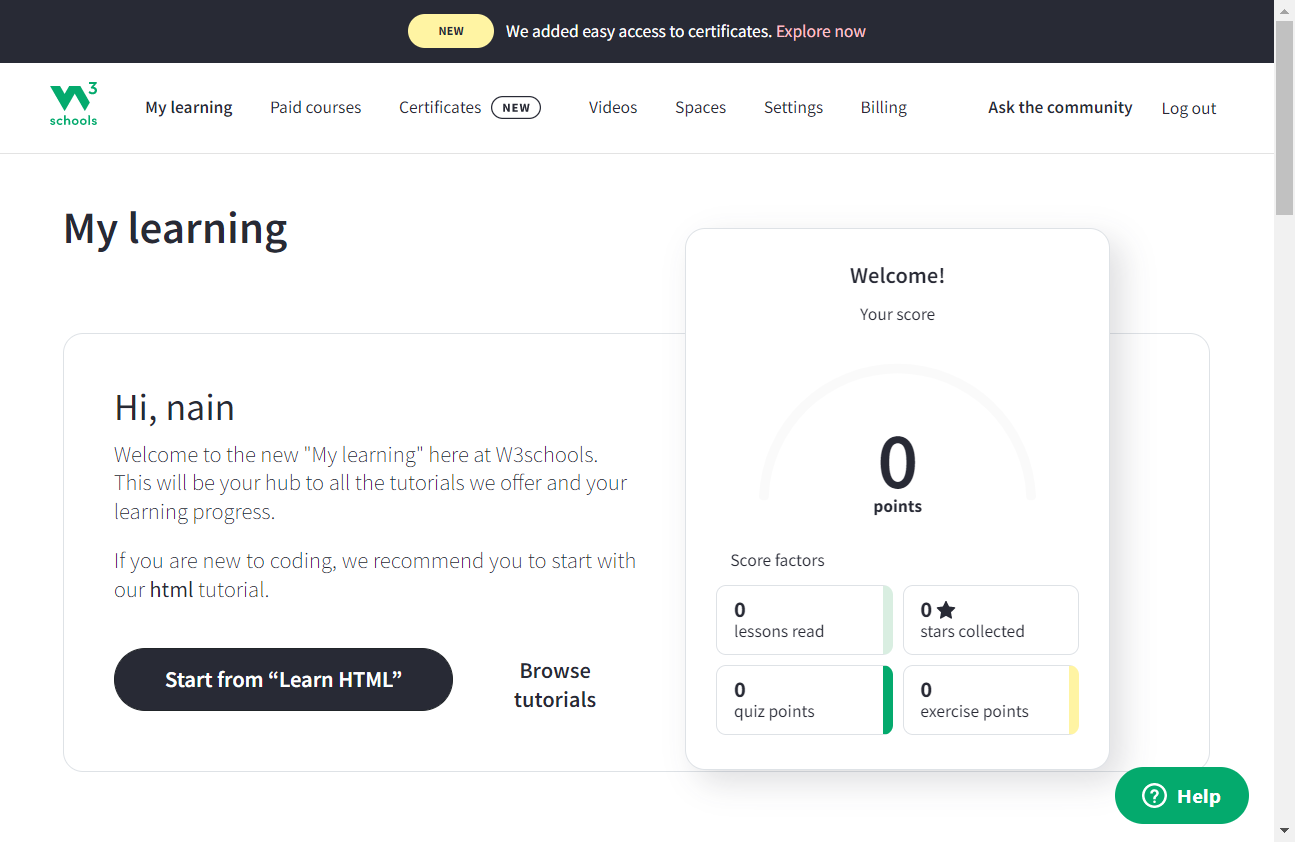 NEW We added easy access to certificates. Explore now
W3 schools
My learning Paid courses Certificates NEW Videos Spaces Settings Billing Ask the community Log out
My learning
Hi, nain
Welcome to the new "My learning" here at W3schools.
This will be your hub to all the tutorials we offer and your
learning progress.
If you are new to coding, we recommend you to start with
our html tutorial.
Start from “Learn HTML”
Browse
tutorials
Welcome!
Your score
0
points
Score factors
0
lessons read
0
stars collected
0
quiz points
0
exercise points
Help